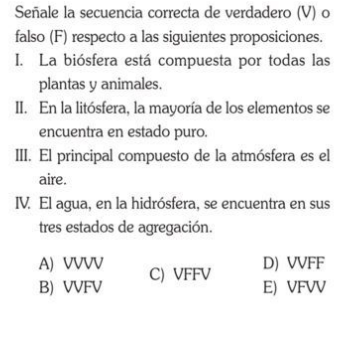 Señale la secuencia correcta de verdadero (V) o
falso (F) respecto a las siguientes proposiciones.
I. La biósfera está compuesta por todas las
plantas y animales.
II. En la litósfera, la mayoría de los elementos se
encuentra en estado puro.
III. El principal compuesto de la atmósfera es el
aire.
IV. El agua, en la hidrósfera, se encuentra en sus
tres estados de agregación.
A) VVVV
B) VVFV
C) VFFV
D) VVFF
E) VFVV